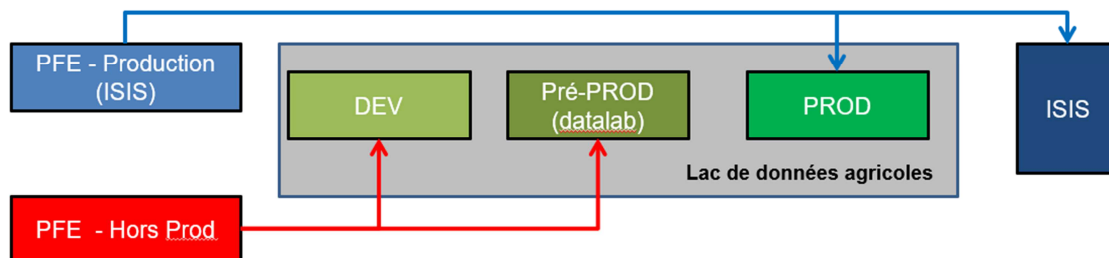 PFE - Production
(ISIS)
DEV
Pré-PROD
(datalab)
PROD
ISIS
Lac de données agricoles
PFE - Hors Prod